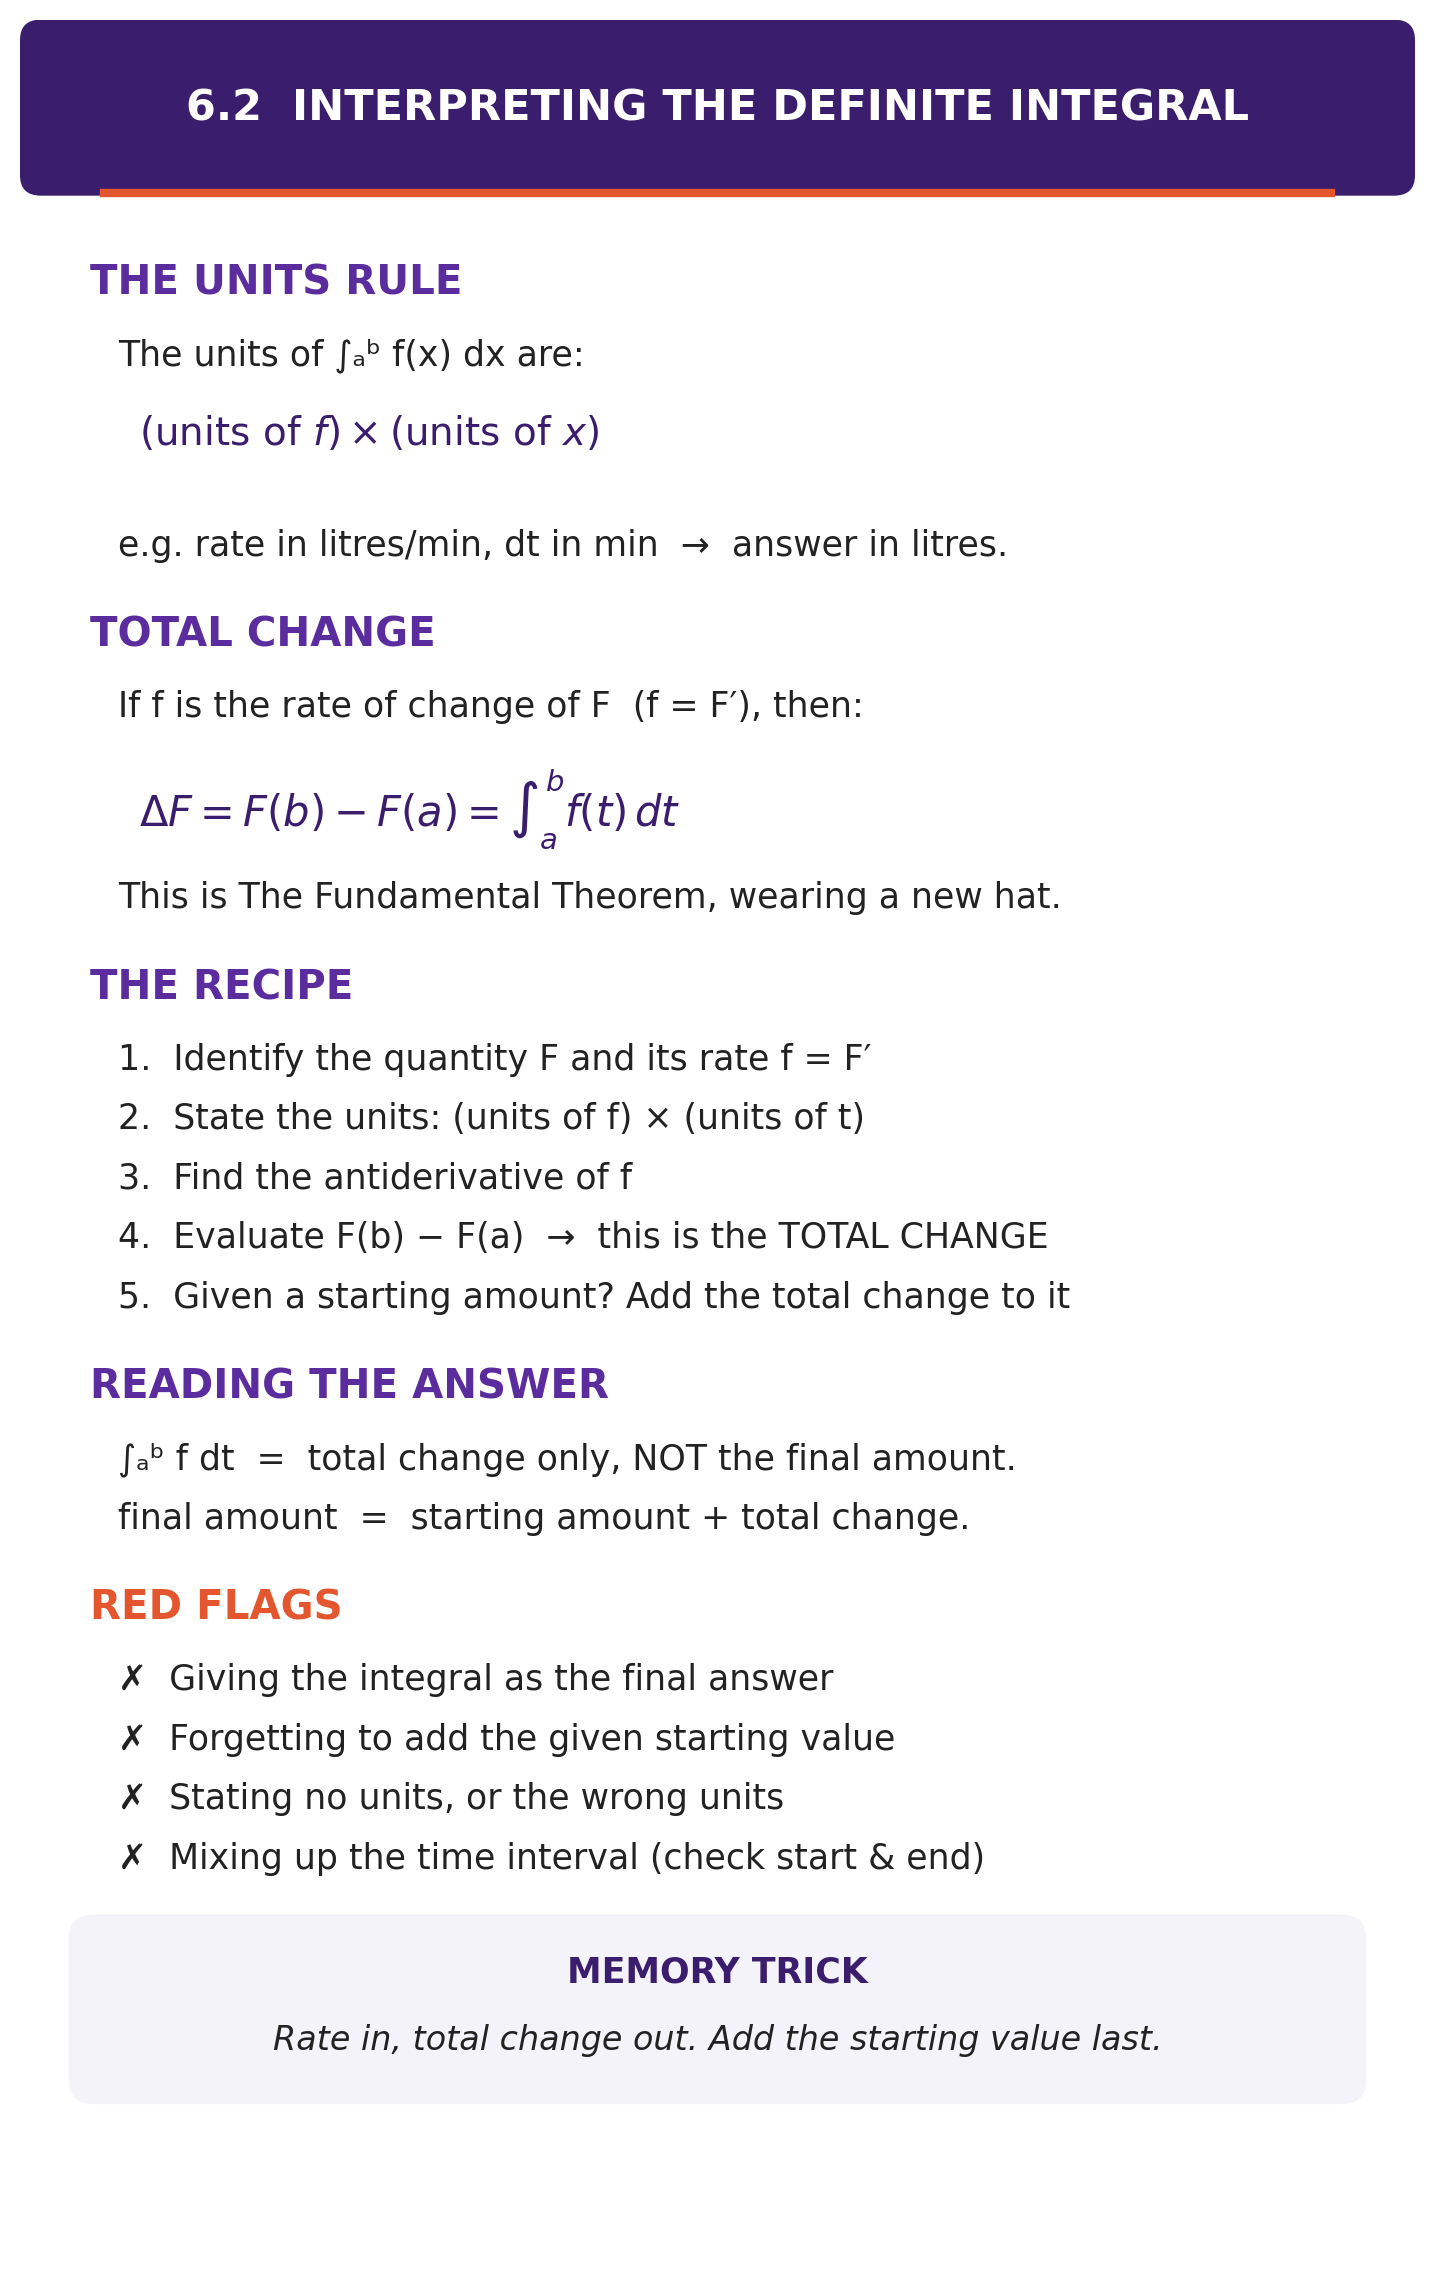 6.2  INTERPRETING THE DEFINITE INTEGRAL
THE UNITS RULE
The units of ∫ₐᵇ f(x) dx are:
(units of f) × (units of x)
e.g. rate in litres/min, dt in min  →  answer in litres.
TOTAL CHANGE
If f is the rate of change of F  (f = F′), then:
ΔF = F(b) − F(a) = ∫ₐᵇ f(t) dt
This is The Fundamental Theorem, wearing a new hat.
THE RECIPE
1.  Identify the quantity F and its rate f = F′
2.  State the units: (units of f) × (units of t)
3.  Find the antiderivative of f
4.  Evaluate F(b) − F(a)  →  this is the TOTAL CHANGE
5.  Given a starting amount? Add the total change to it
READING THE ANSWER
∫ₐᵇ f dt  =  total change only, NOT the final amount.
final amount  =  starting amount + total change.
RED FLAGS
✗  Giving the integral as the final answer
✗  Forgetting to add the given starting value
✗  Stating no units, or the wrong units
✗  Mixing up the time interval (check start & end)
MEMORY TRICK
Rate in, total change out. Add the starting value last.